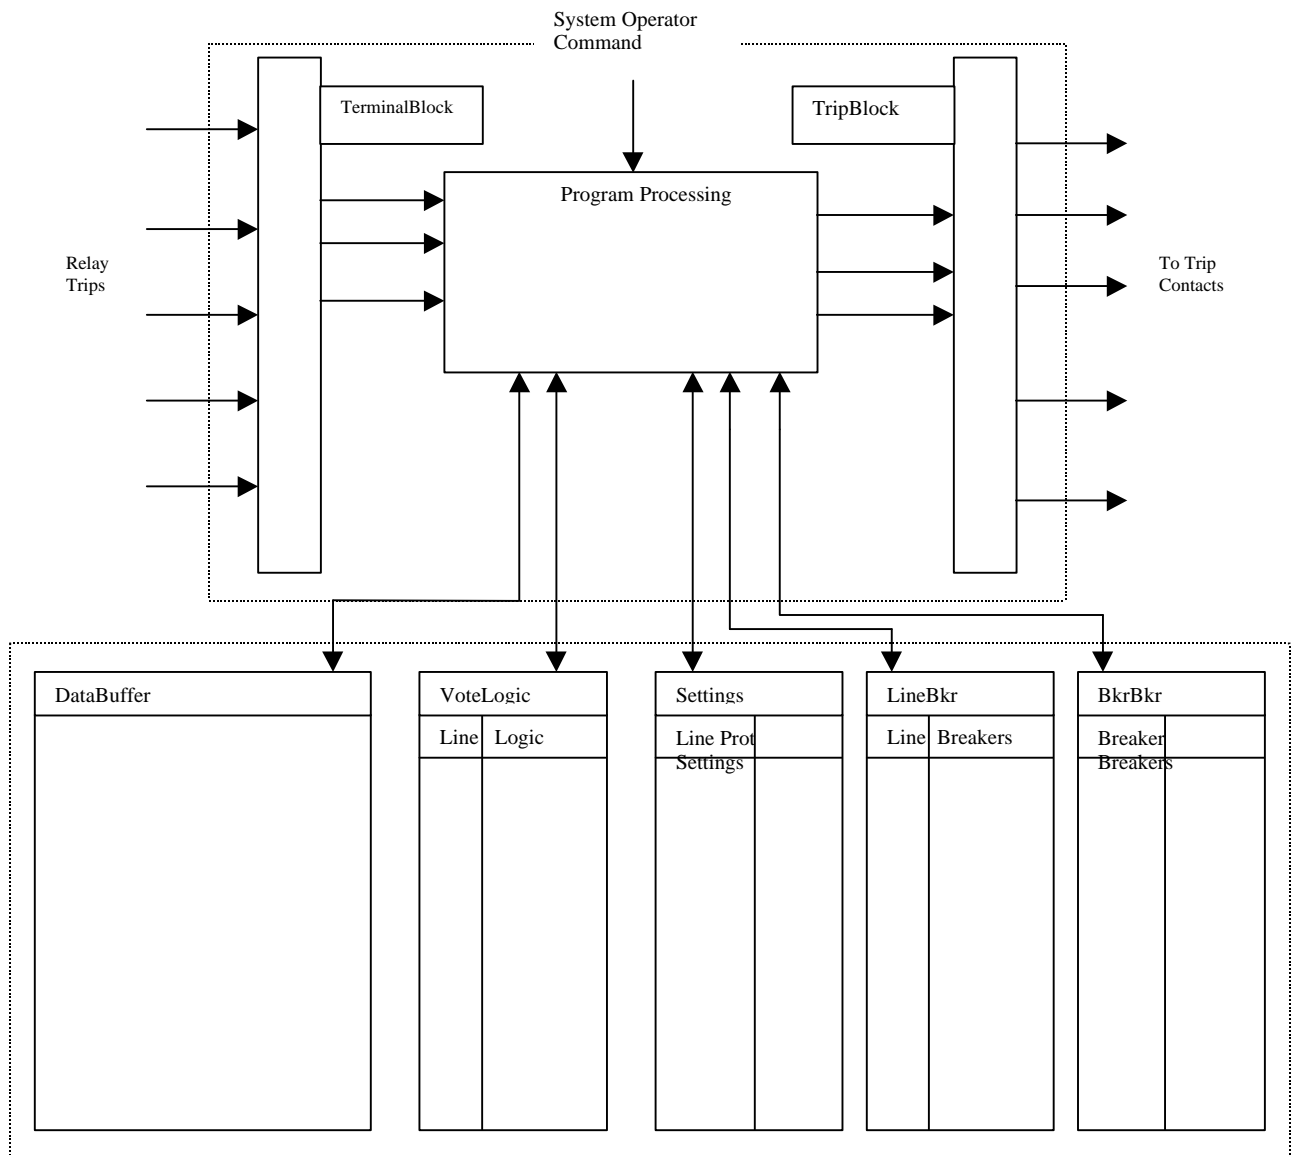 System Operator
Command
TerminalBlock
TripBlock
Program Processing
Relay
Trips
To Trip
Contacts
DataBuffer
VoteLogic
Settings
LineBkr
BkrBkr
Line Logic
Line Prot
Settings
Line Breakers
Breaker
Breakers